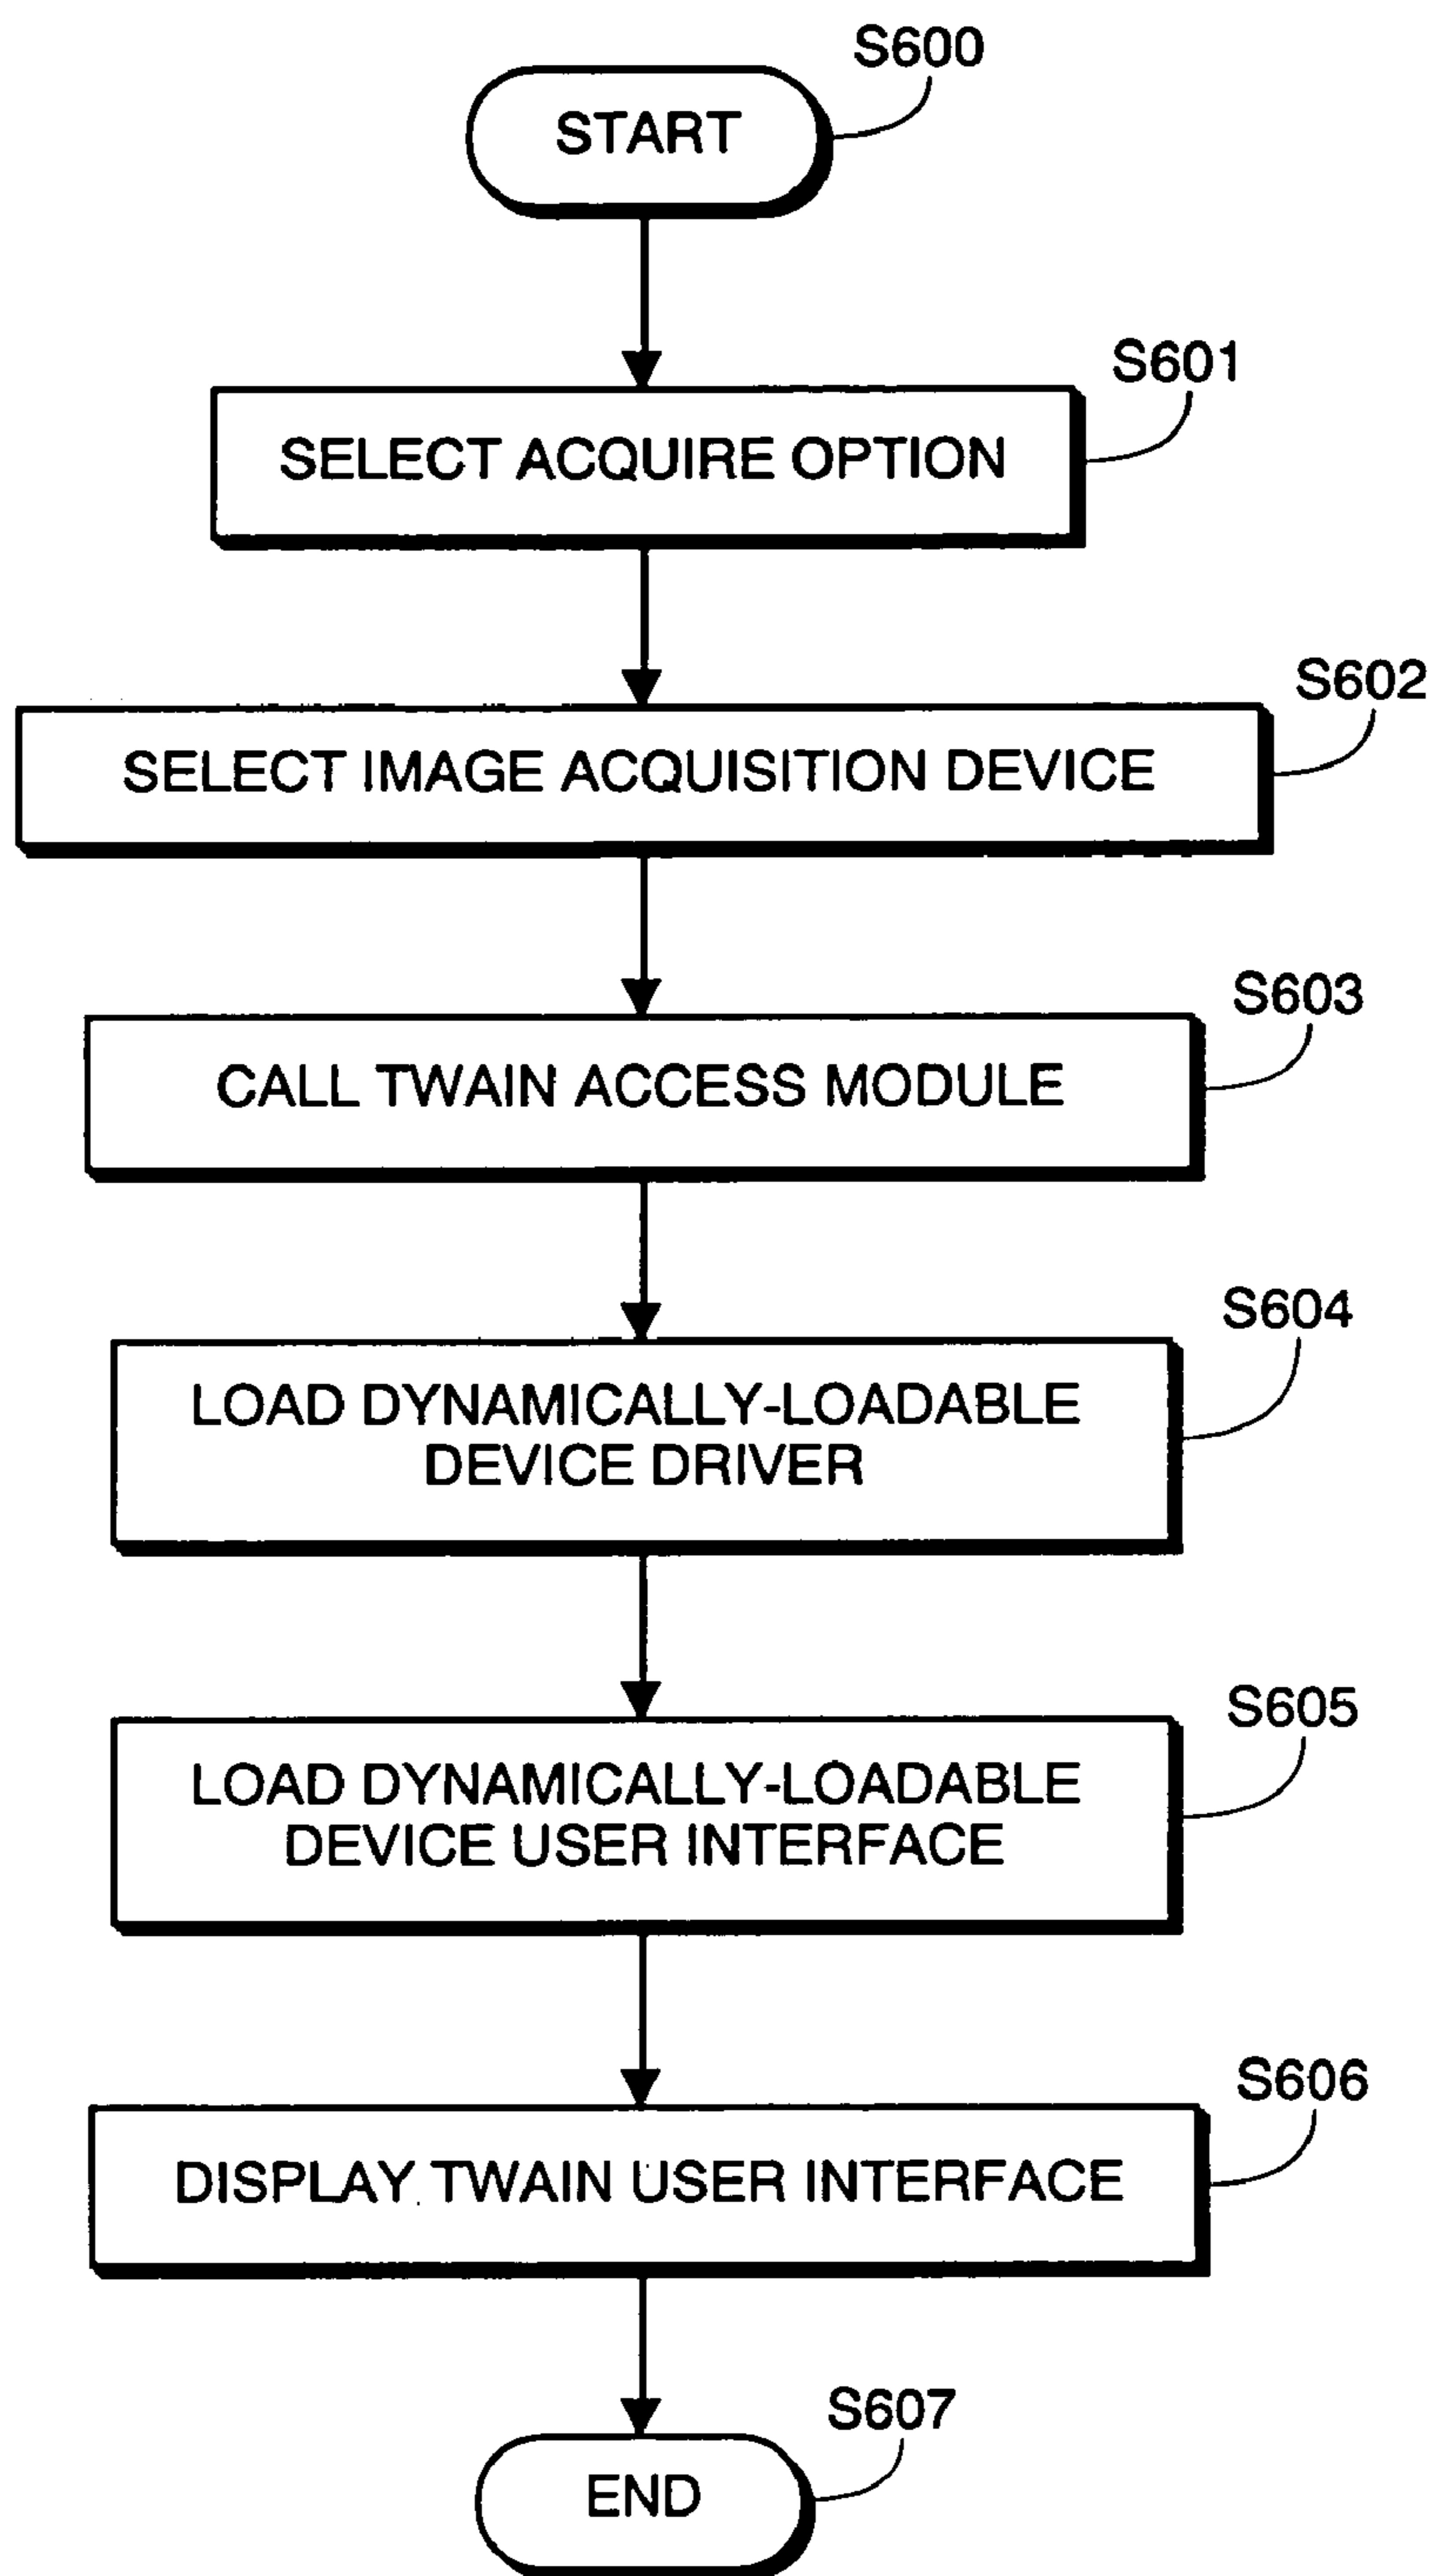 S600
START
S601
SELECT ACQUIRE OPTION
S602
SELECT IMAGE ACQUISITION DEVICE
S603
CALL TWAIN ACCESS MODULE
S604
LOAD DYNAMICALLY-LOADABLE
DEVICE DRIVER
S605
LOAD DYNAMICALLY-LOADABLE
DEVICE USER INTERFACE
S606
DISPLAY TWAIN USER INTERFACE
S607
END